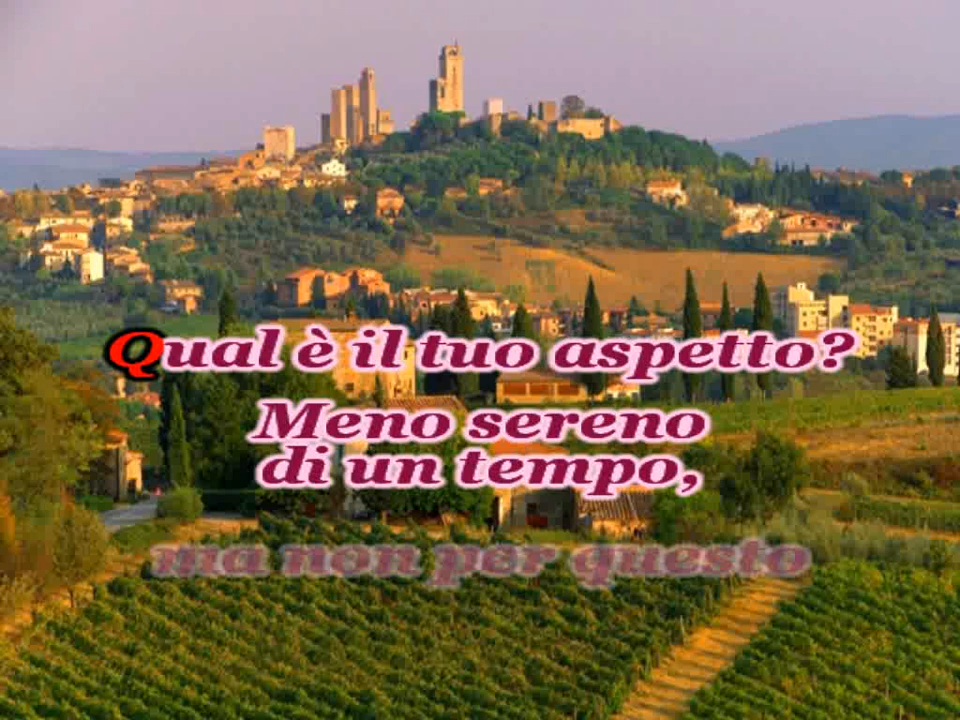 Qual è il tuo aspetto?
Meno sereno
di un tempo,
ma non per questo